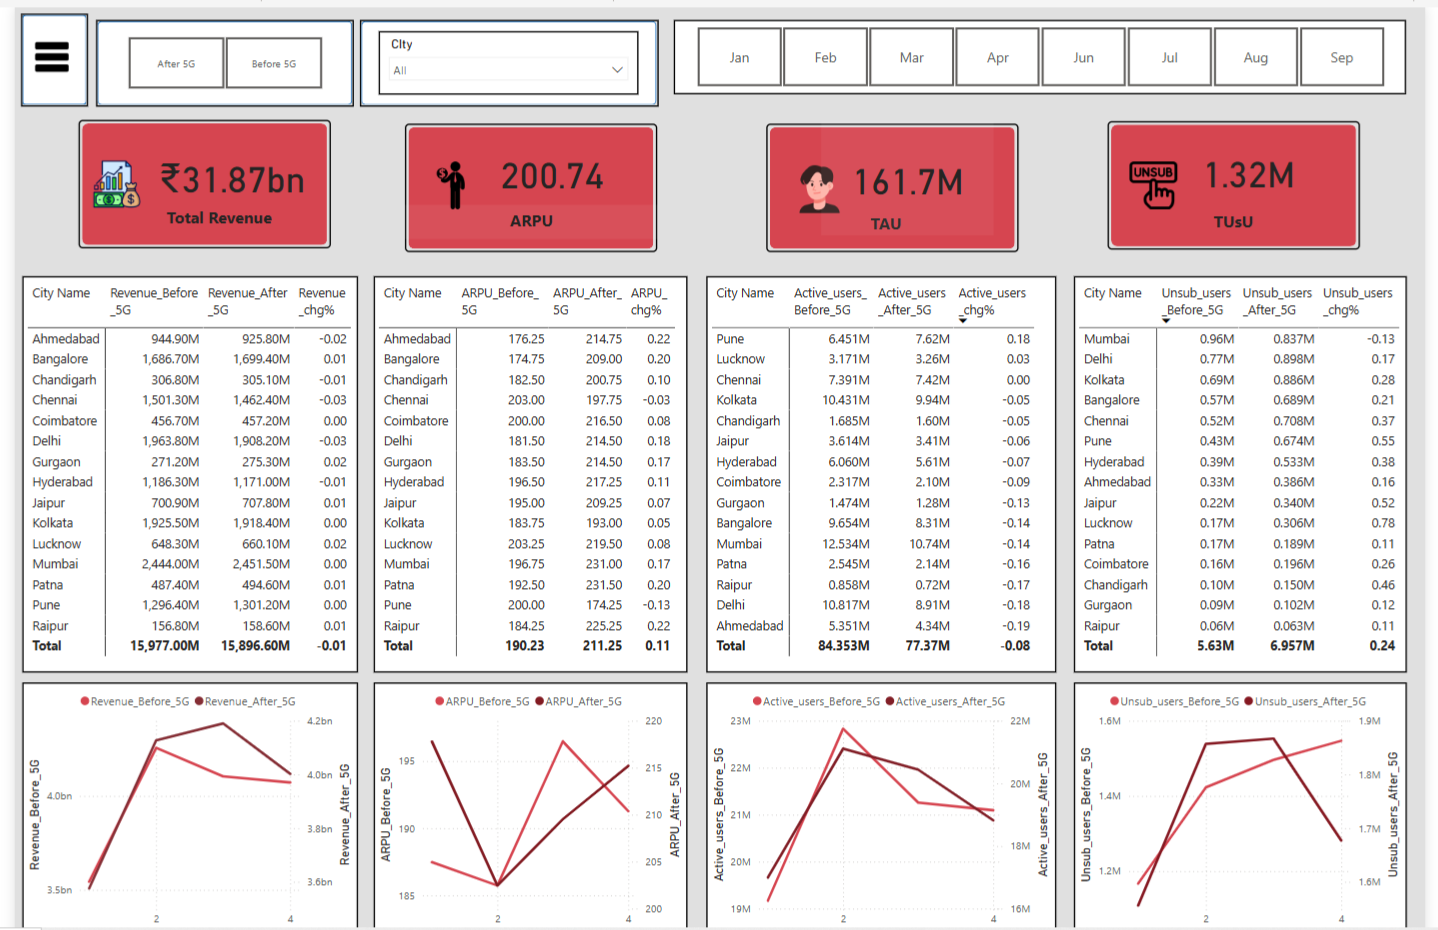 After 5G
Before 5G
CIty
All
Jan Feb Mar Apr Jun Jul Aug Sep
₹31.87bn
Total Revenue
200.74
ARPU
161.7M
TAU
UNSUB
1.32M
TUsU
City Name Revenue_Before_5G Revenue_After_5G Revenue_chg%
Ahmedabad 944.90M 925.80M -0.02
Bangalore 1,686.70M 1,699.40M 0.01
Chandigarh 306.80M 305.10M -0.01
Chennai 1,501.30M 1,462.40M -0.03
Coimbatore 456.70M 457.20M 0.00
Delhi 1,963.80M 1,908.20M -0.03
Gurgaon 271.20M 275.30M 0.02
Hyderabad 1,186.30M 1,171.00M -0.01
Jaipur 700.90M 707.80M 0.01
Kolkata 1,925.50M 1,918.40M 0.00
Lucknow 648.30M 660.10M 0.02
Mumbai 2,444.00M 2,451.50M 0.00
Patna 487.40M 494.60M 0.01
Pune 1,296.40M 1,301.20M 0.00
Raipur 156.80M 158.60M 0.01
Total 15,977.00M 15,896.60M -0.01
City Name ARPU_Before_5G ARPU_After_5G ARPU_chg%
Ahmedabad 176.25 214.75 0.22
Bangalore 174.75 209.00 0.20
Chandigarh 182.50 200.75 0.10
Chennai 203.00 197.75 -0.03
Coimbatore 200.00 216.50 0.08
Delhi 181.50 214.50 0.18
Gurgaon 183.50 214.50 0.17
Hyderabad 196.50 217.25 0.11
Jaipur 195.00 209.25 0.07
Kolkata 183.75 193.00 0.05
Lucknow 203.25 219.50 0.08
Mumbai 196.75 231.00 0.17
Patna 192.50 231.50 0.20
Pune 200.00 174.25 -0.13
Raipur 184.25 225.25 0.22
Total 190.23 211.25 0.11
City Name Active_users_Before_5G Active_users_After_5G Active_users_chg%
Pune 6.451M 7.62M 0.18
Lucknow 3.171M 3.26M 0.03
Chennai 7.391M 7.42M 0.00
Kolkata 10.431M 9.94M -0.05
Chandigarh 1.685M 1.60M -0.05
Jaipur 3.614M 3.41M -0.06
Hyderabad 6.060M 5.61M -0.07
Coimbatore 2.317M 2.10M -0.09
Gurgaon 1.474M 1.28M -0.13
Bangalore 9.654M 8.31M -0.14
Mumbai 12.534M 10.74M -0.14
Patna 2.545M 2.14M -0.16
Raipur 0.858M 0.72M -0.17
Delhi 10.817M 8.91M -0.18
Ahmedabad 5.351M 4.34M -0.19
Total 84.353M 77.37M -0.08
City Name Unsub_users_Before_5G Unsub_users_After_5G Unsub_users_chg%
Mumbai 0.96M 0.837M -0.13
Delhi 0.77M 0.898M 0.17
Kolkata 0.69M 0.886M 0.28
Bangalore 0.57M 0.689M 0.21
Chennai 0.52M 0.708M 0.37
Pune 0.43M 0.674M 0.55
Hyderabad 0.39M 0.533M 0.38
Ahmedabad 0.33M 0.386M 0.16
Jaipur 0.22M 0.340M 0.52
Lucknow 0.17M 0.306M 0.78
Patna 0.17M 0.189M 0.11
Coimbatore 0.16M 0.196M 0.26
Chandigarh 0.10M 0.150M 0.46
Gurgaon 0.09M 0.102M 0.12
Raipur 0.06M 0.063M 0.11
Total 5.63M 6.957M 0.24
Revenue_Before_5G Revenue_After_5G
Revenue_Before_5G
4.0bn
3.5bn
4.2bn
4.0bn
3.8bn
3.6bn
Revenue_After_5G
2 4
ARPU_Before_5G ARPU_After_5G
ARPU_Before_5G
195
190
185
220
215
210
205
200
ARPU_After_5G
2 4
Active_users_Before_5G Active_users_After_5G
Active_users_Before_5G
23M
22M
21M
20M
19M
22M
20M
18M
16M
Active_users_After_5G
2 4
Unsub_users_Before_5G Unsub_users_After_5G
Unsub_users_Before_5G
1.6M
1.4M
1.2M
1.9M
1.8M
1.7M
1.6M
Unsub_users_After_5G
2 4